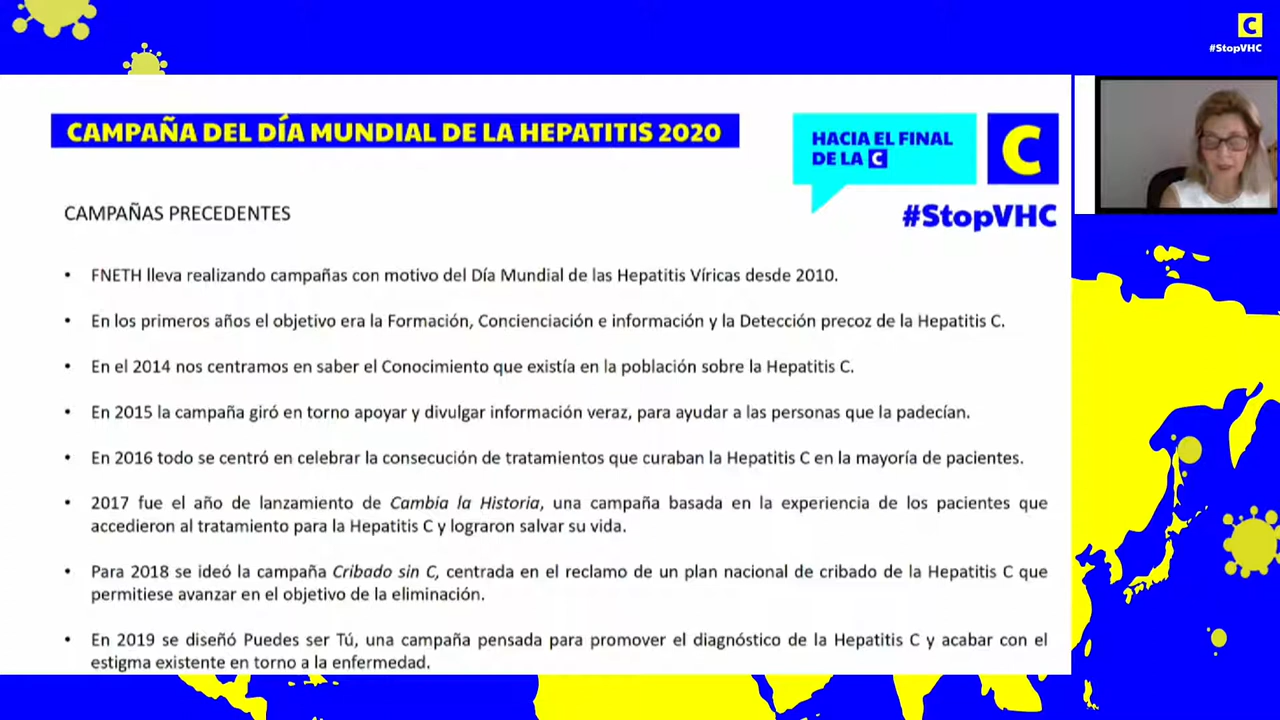 C
#StopVHC
CAMPAÑA DEL DÍA MUNDIAL DE LA HEPATITIS 2020
HACIA EL FINAL
DE LA C
C
#StopVHC
CAMPAÑAS PRECEDENTES
• FNETH lleva realizando campañas con motivo del Día Mundial de las Hepatitis Víricas desde 2010.
• En los primeros años el objetivo era la Formación, Concienciación e información y la Detección precoz de la Hepatitis C.
• En el 2014 nos centramos en saber el Conocimiento que existía en la población sobre la Hepatitis C.
• En 2015 la campaña giró en torno apoyar y divulgar información veraz, para ayudar a las personas que la padecían.
• En 2016 todo se centró en celebrar la consecución de tratamientos que curaban la Hepatitis C en la mayoría de pacientes.
• 2017 fue el año de lanzamiento de Cambia la Historia, una campaña basada en la experiencia de los pacientes que
accedieron al tratamiento para la Hepatitis C y lograron salvar su vida.
• Para 2018 se ideó la campaña Cribado sin C, centrada en el reclamo de un plan nacional de cribado de la Hepatitis C que
permitiese avanzar en el objetivo de la eliminación.
• En 2019 se diseñó Puedes ser Tú, una campaña pensada para promover el diagnóstico de la Hepatitis C y acabar con el
estigma existente en torno a la enfermedad.